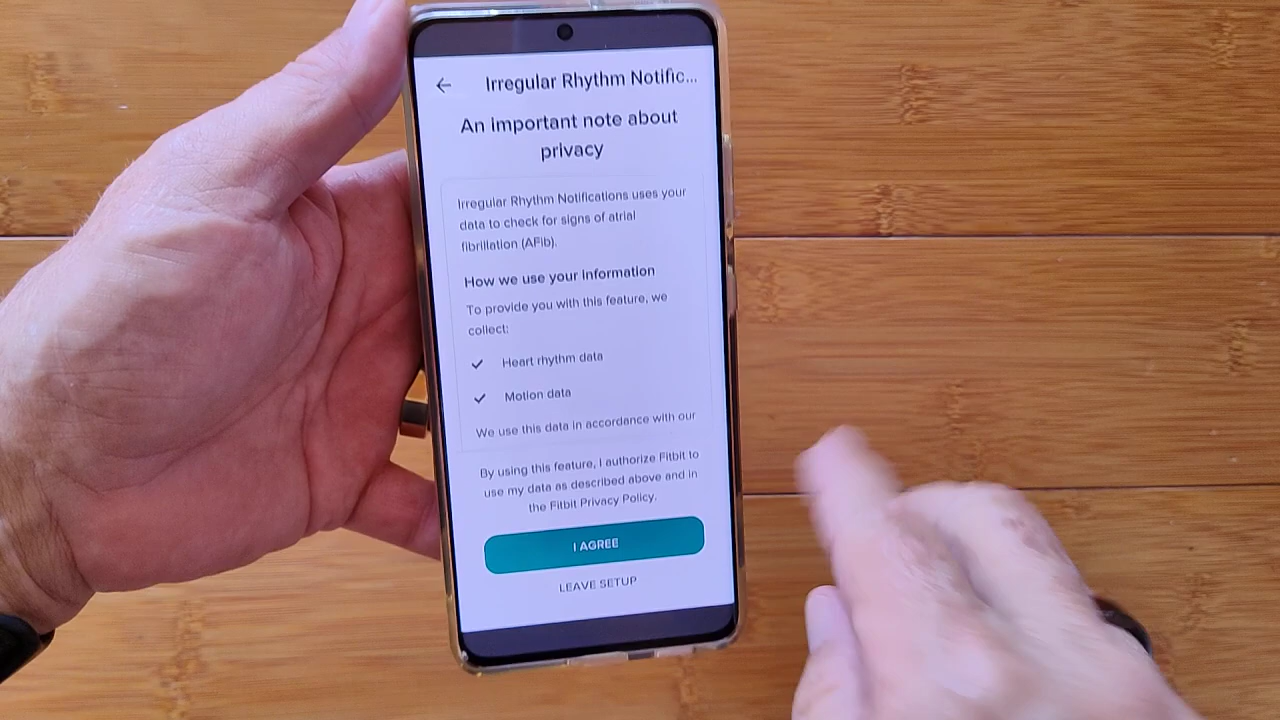 Irregular Rhythm Notific...
An important note about
privacy
Irregular Rhythm Notifications uses your
data to check for signs of atrial
fibrillation (AFib).
How we use your information
To provide you with this feature, we
collect:
Heart rhythm data
Motion data
We use this data in accordance with our
By using this feature, I authorize Fitbit to
use my data as described above and in
the Fitbit Privacy Policy.
I AGREE
LEAVE SETUP